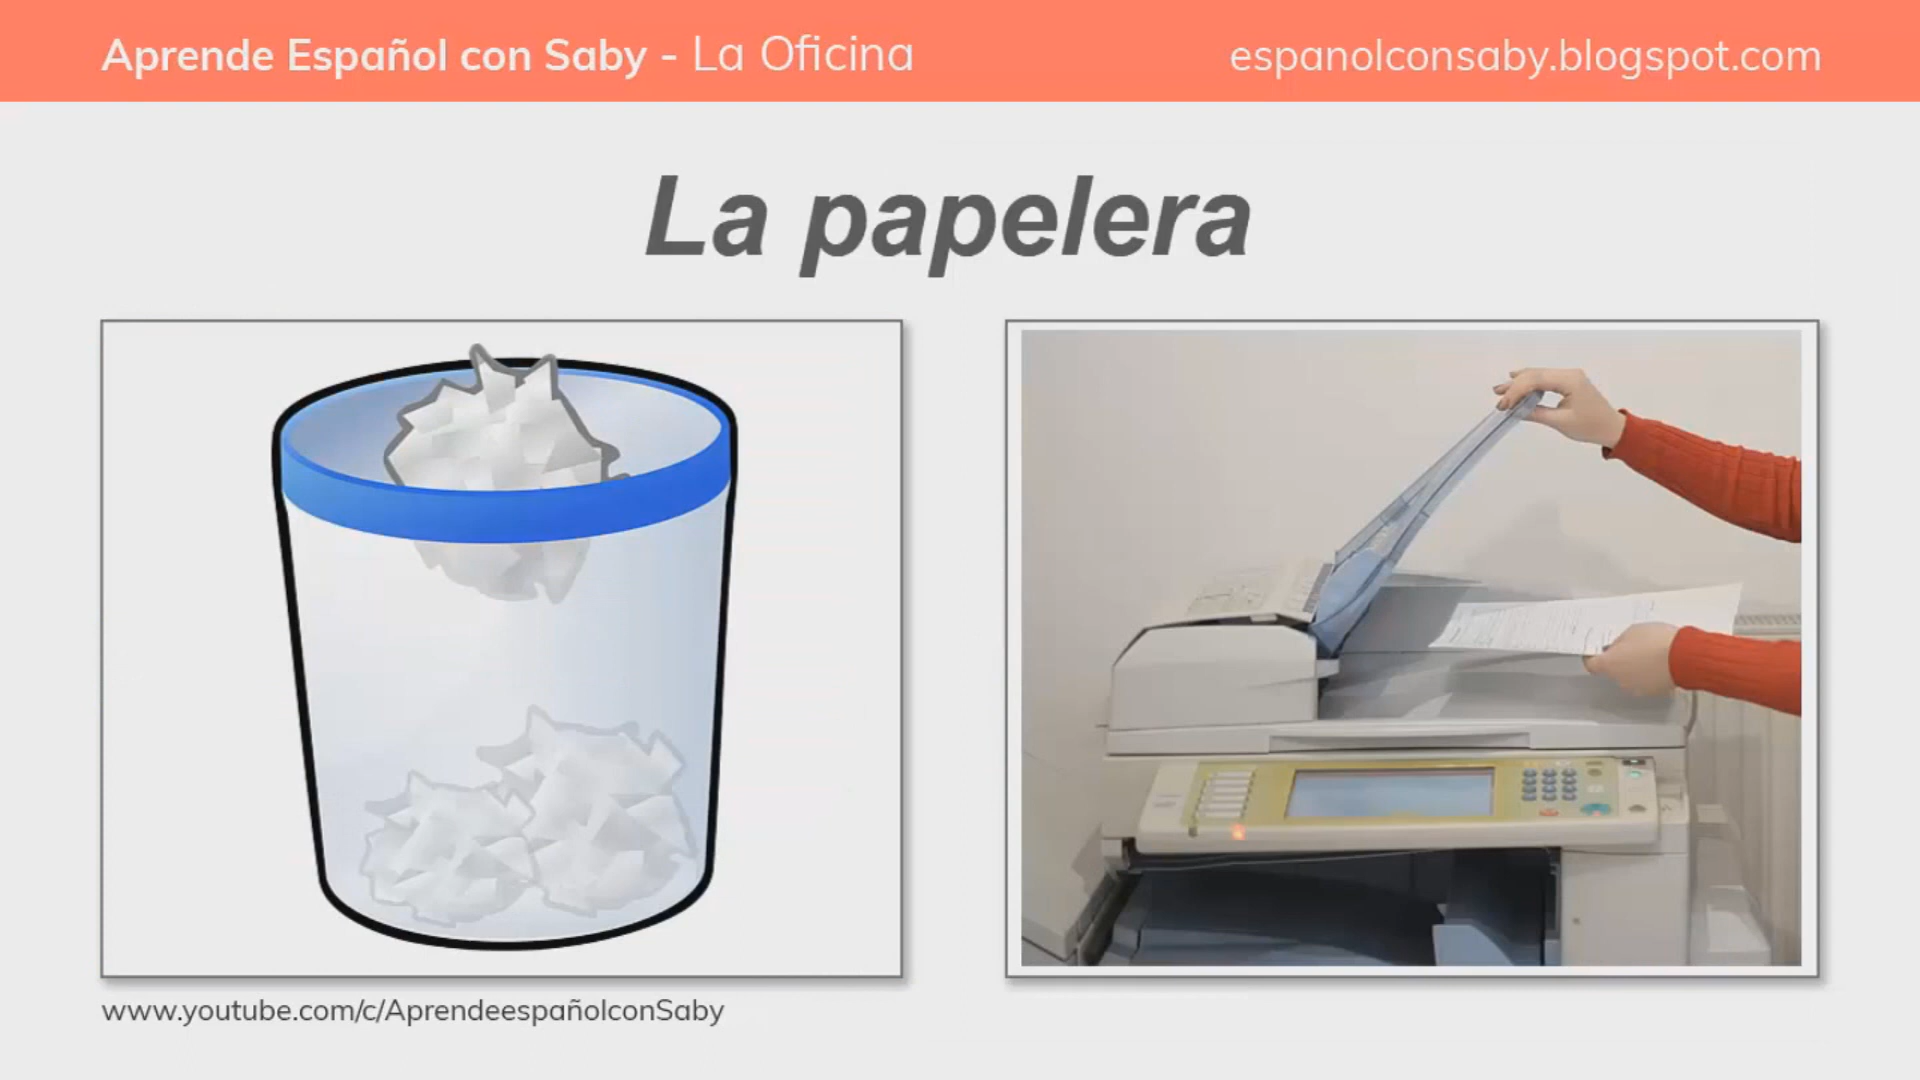 Aprende Español con Saby - La Oficina
espanolconsaby.blogspot.com
La papelera
www.youtube.com/c/AprendeespañolconSaby